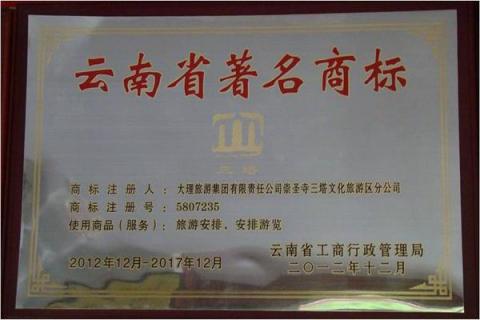 云南省著名商标
三塔
商标注册人：大理旅游集团有限责任公司崇圣寺三塔文化旅游区分公司
商标注册号：5807235
使用商品（服务）：旅游安排、安排游览
2012年12月-2017年12月
云南省工商行政管理局
二〇一二年十二月